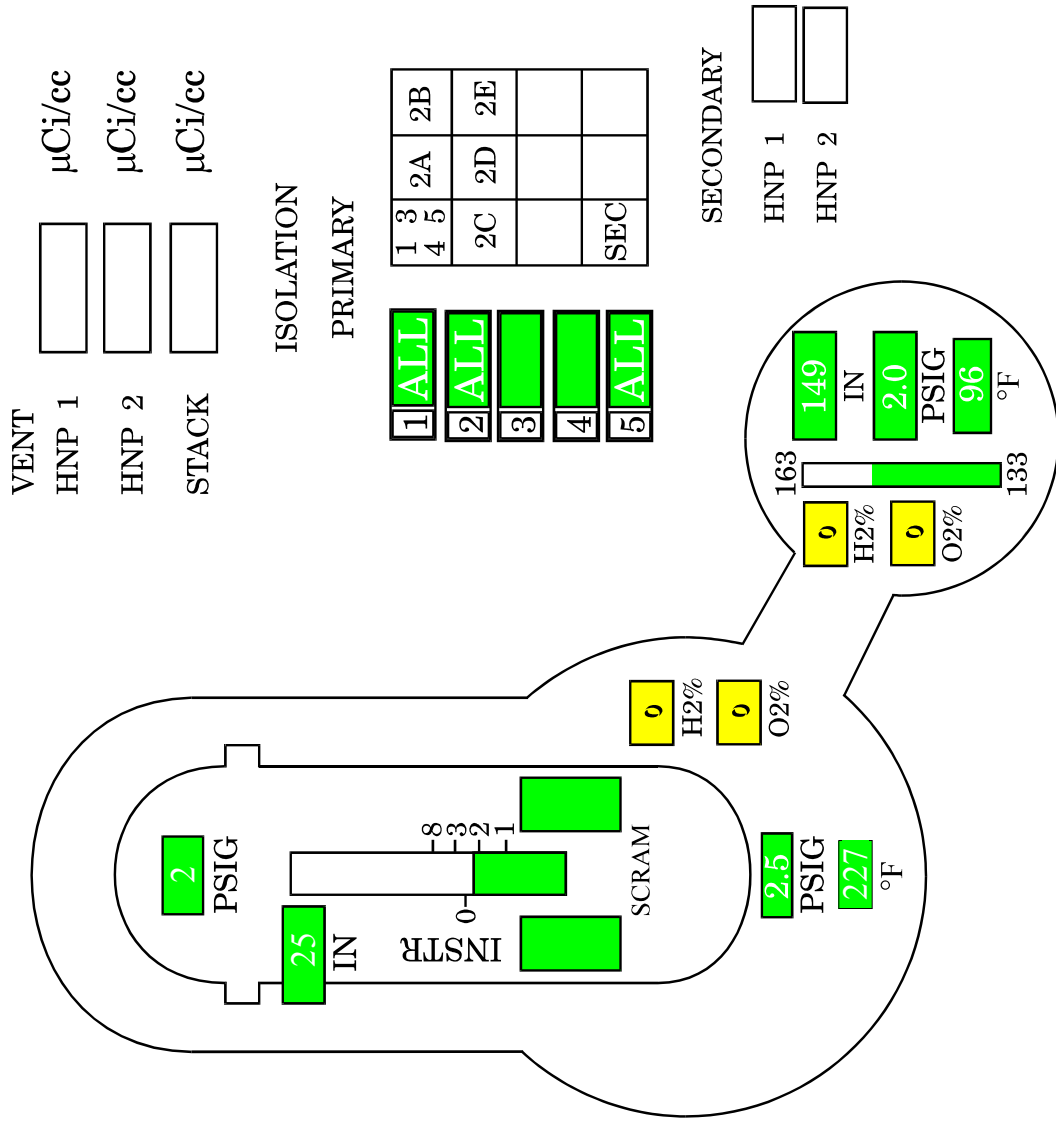 VENT
HNP 1 µCi/cc
HNP 2 µCi/cc
STACK µCi/cc
ISOLATION
PRIMARY
1 ALL
2 ALL
3
4
5 ALL
1 3 2A 2B
4 5
2C 2D 2E
SEC
SECONDARY
HNP 1
HNP 2
2
PSIG
25
IN
INSTR
0
8
3
2
1
SCRAM
0
H2%
0
O2%
2.5
PSIG
227
°F
163
133
149
IN
2.0
PSIG
96
°F
0
H2%
0
O2%